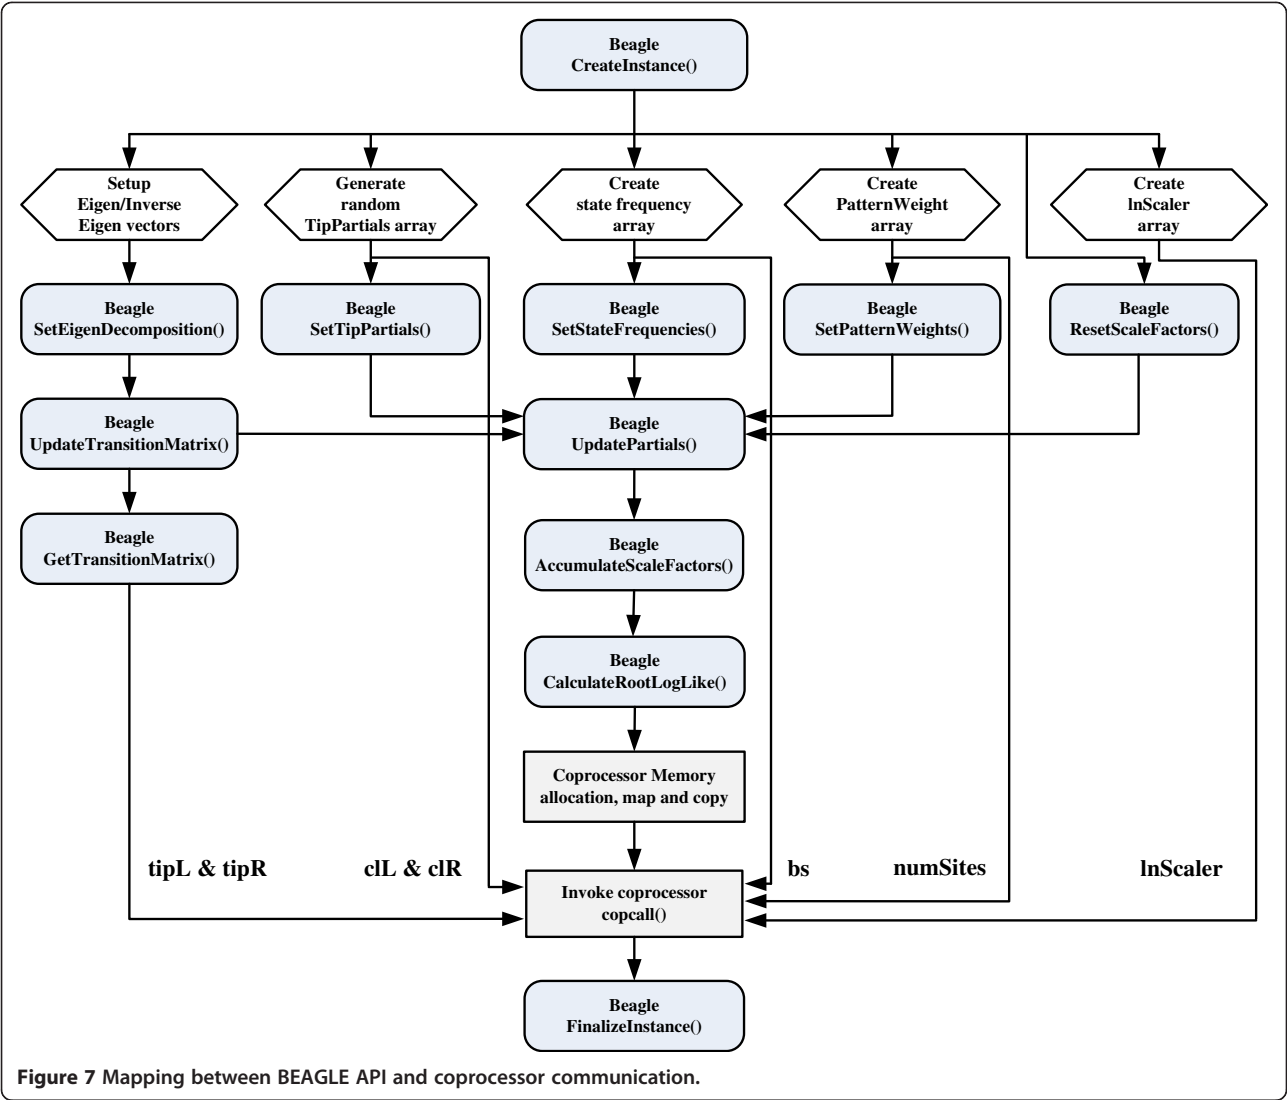 Beagle
CreateInstance()
Setup
Eigen/Inverse
Eigen vectors
Generate
random
TipPartials array
Create
state frequency
array
Create
PatternWeight
array
Create
lnScaler
array
Beagle
SetEigenDecomposition()
Beagle
SetTipPartials()
Beagle
SetStateFrequencies()
Beagle
SetPatternWeights()
Beagle
ResetScaleFactors()
Beagle
UpdateTransitionMatrix()
Beagle
UpdatePartials()
Beagle
GetTransitionMatrix()
Beagle
AccumulateScaleFactors()
Beagle
CalculateRootLogLike()
Coprocessor Memory
allocation, map and copy
tipL & tipR
clL & clR
bs
numSites
lnScaler
Invoke coprocessor
copcall()
Beagle
FinalizeInstance()
Figure 7 Mapping between BEAGLE API and coprocessor communication.